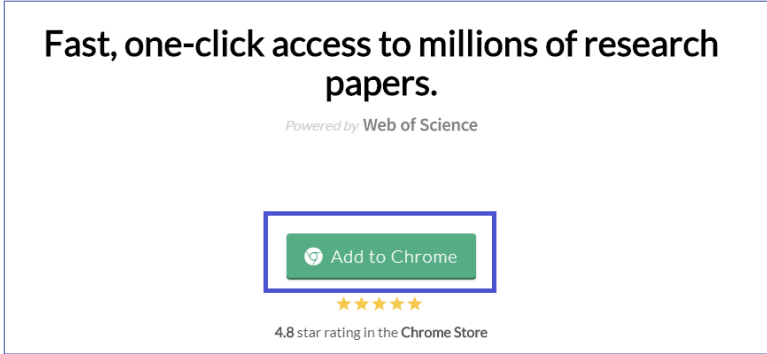 Fast, one-click access to millions of research
papers.
Powered by Web of Science
Add to Chrome
4.8 star rating in the Chrome Store